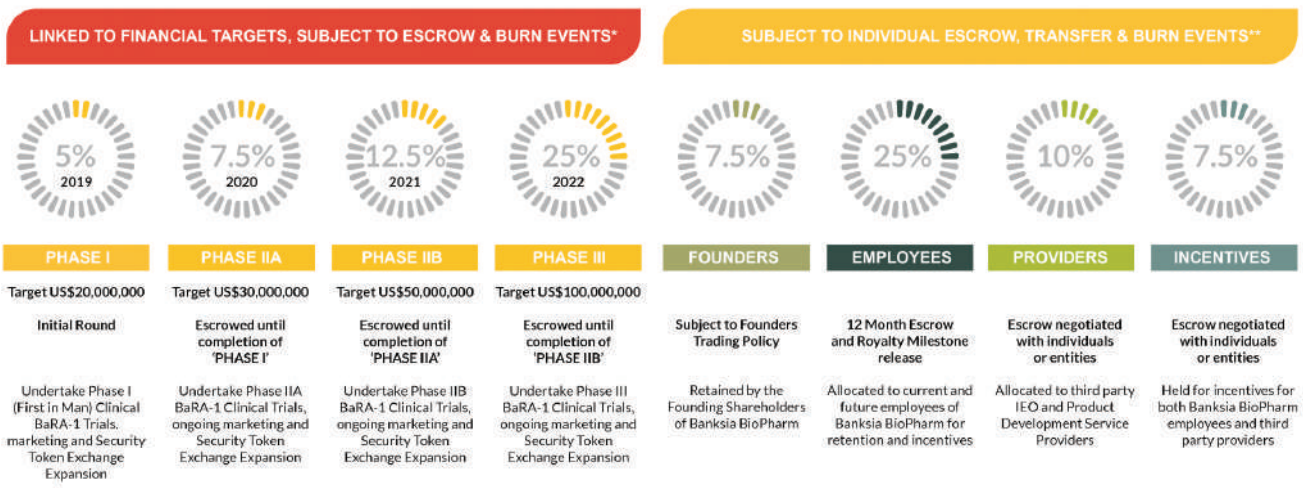 LINKED TO FINANCIAL TARGETS, SUBJECT TO ESCROW & BURN EVENTS*
SUBJECT TO INDIVIDUAL ESCROW, TRANSFER & BURN EVENTS**
5%
2019
7.5%
2020
12.5%
2021
25%
2022
7.5%
25%
10%
7.5%
PHASE I
Target US$20,000,000
Initial Round
Undertake Phase I
(First in Man) Clinical
BaRA-1 Trials.
marketing and Security
Token Exchange
Expansion
PHASE IIA
Target US$30,000,000
Escrowed until
completion of
'PHASE I'
Undertake Phase IIA
BaRA-1 Clinical Trials,
ongoing marketing and
Security Token
Exchange Expansion
PHASE IIB
Target US$50,000,000
Escrowed until
completion of
'PHASE IIA'
Undertake Phase IIB
BaRA-1 Clinical Trials,
ongoing marketing and
Security Token
Exchange Expansion
PHASE III
Target US$100,000,000
Escrowed until
completion of
'PHASE IIB'
Undertake Phase III
BaRA-1 Clinical Trials,
ongoing marketing and
Security Token
Exchange Expansion
FOUNDERS
Subject to Founders
Trading Policy
Retained by the
Founding Shareholders
of Banksia BioPharm
EMPLOYEES
12 Month Escrow
and Royalty Milestone
release
Allocated to current and
future employees of
Banksia BioPharm for
retention and incentives
PROVIDERS
Escrow negotiated
with individuals
or entities
Allocated to third party
IEO and Product
Development Service
Providers
INCENTIVES
Escrow negotiated
with individuals
or entities
Held for incentives for
both Banksia BioPharm
employees and third
party providers